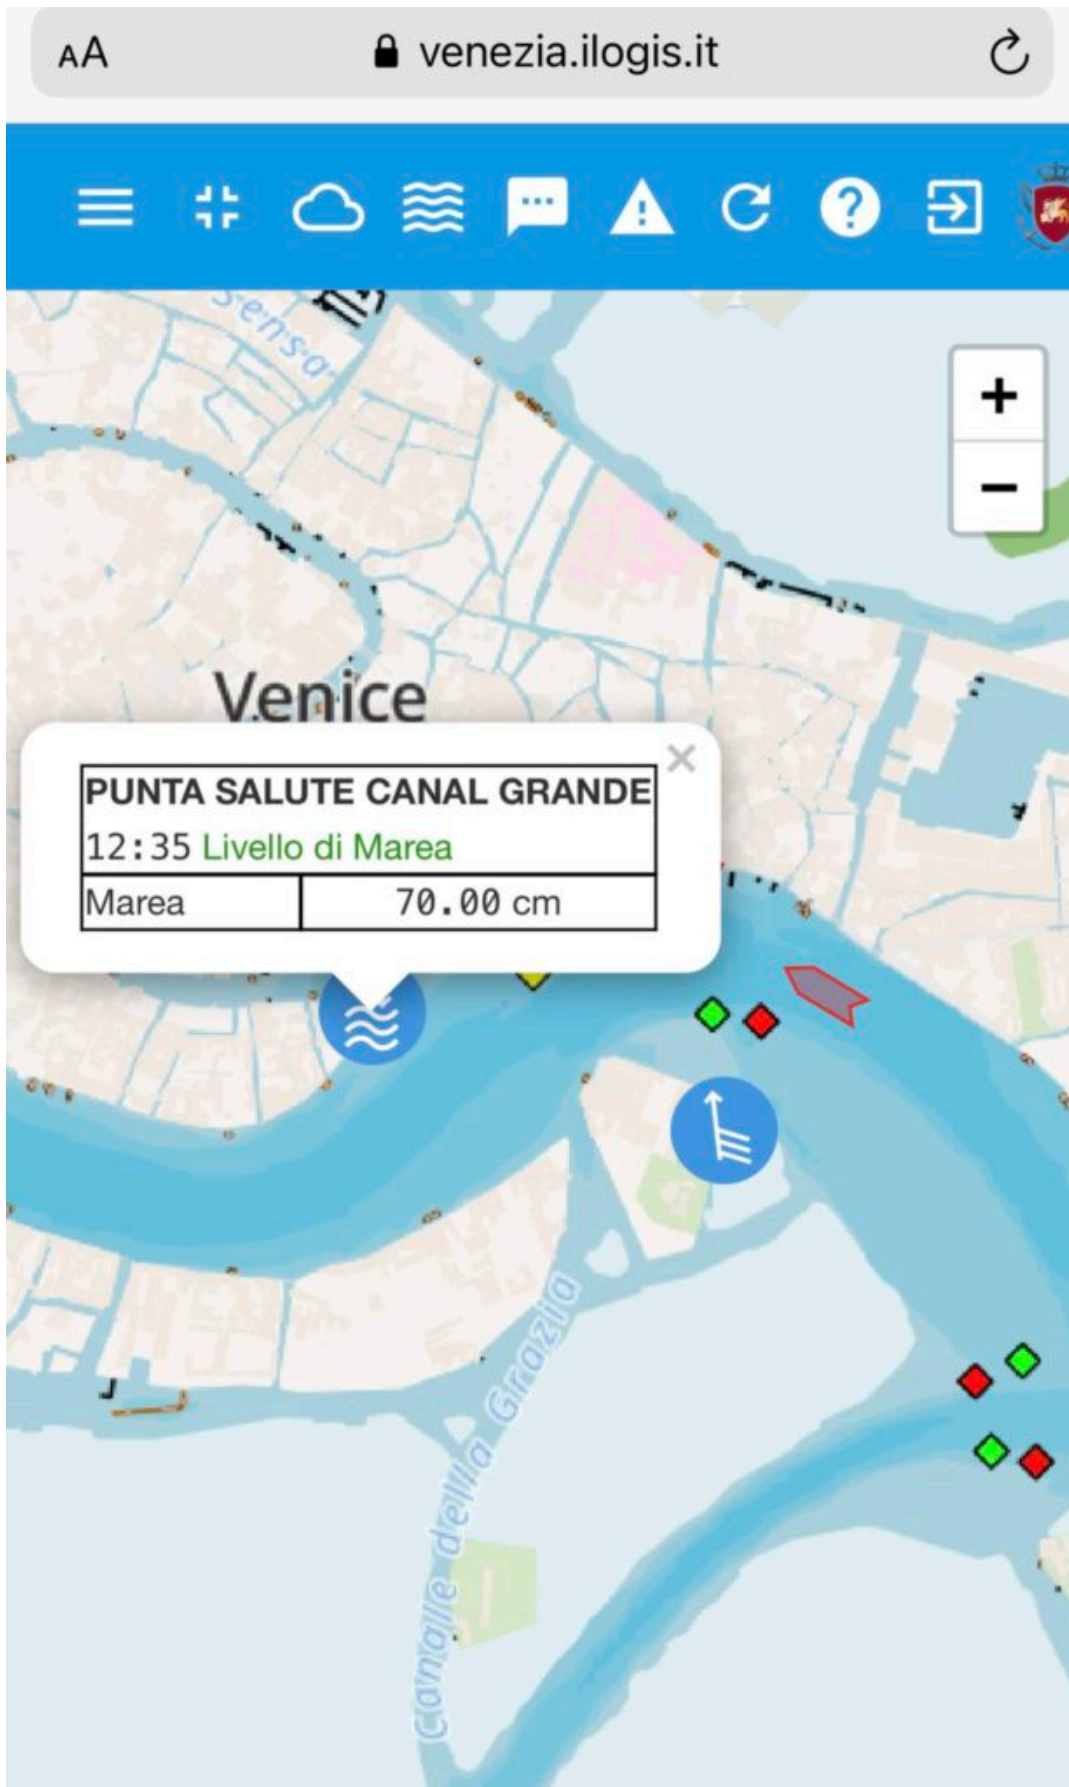 AA venezia.ilogis.it
Sensa
+
−
Venice
×
PUNTA SALUTE CANAL GRANDE
12:35 Livello di Marea
Marea 70.00 cm
Canale della Grazia